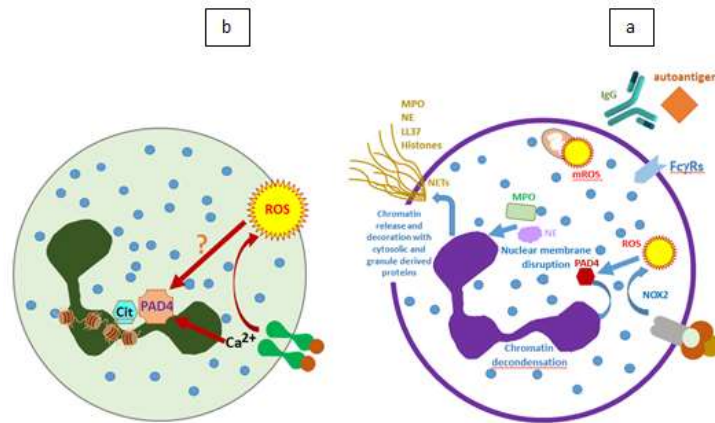 b
ROS
?
Cit
PAD4
Ca2+
a
autoantigen
IgG
MPO
NE
LL37
Histones
NETs
mROS
FcγRs
Chromatin
release and
decoration with
cytosolic and
granule derived
proteins
MPO
NE
Nuclear membrane
disruption
PAD4
ROS
NOX2
Chromatin
decondensation